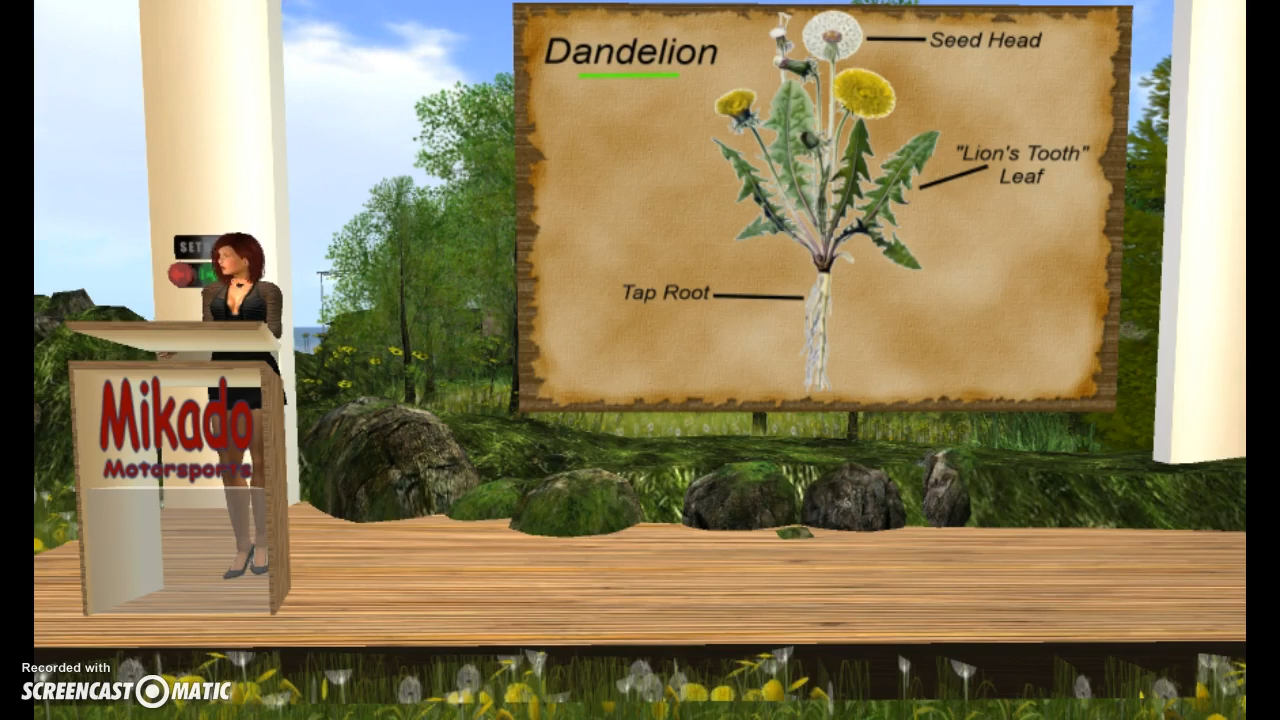 Dandelion
Seed Head
"Lion's Tooth"
Leaf
Tap Root
Mikado
Motorsports
Recorded with
SCREENCAST-O-MATIC